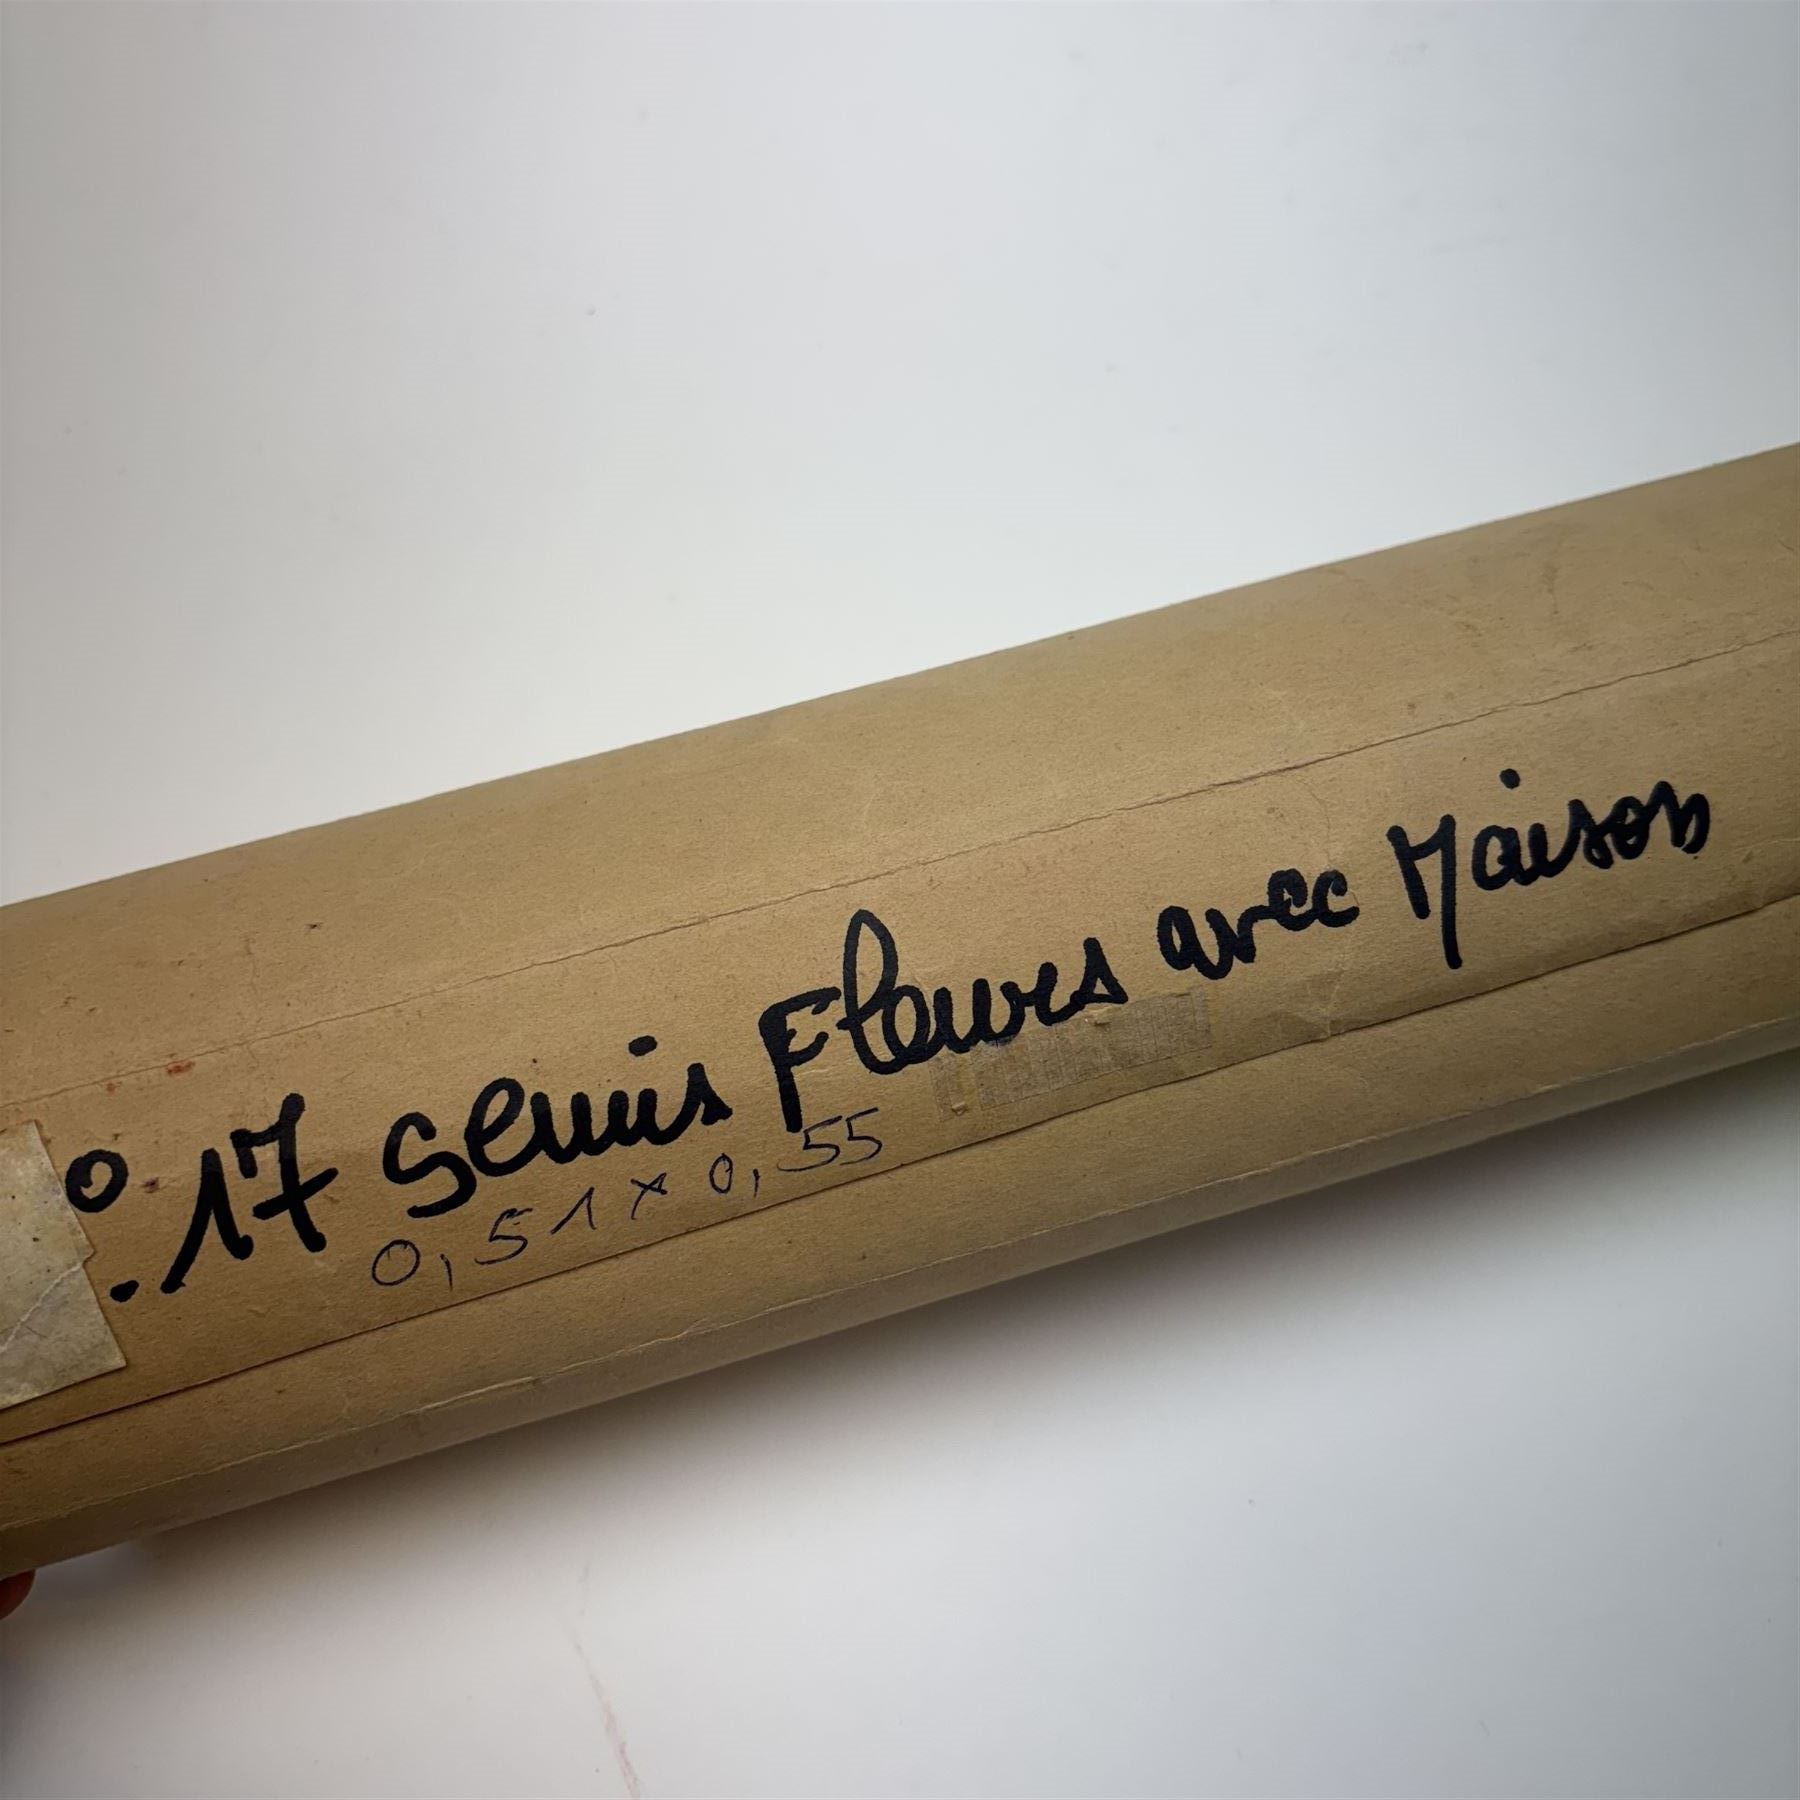 °. 17 semis Fleurs avec Maison
0,51 x 0,55